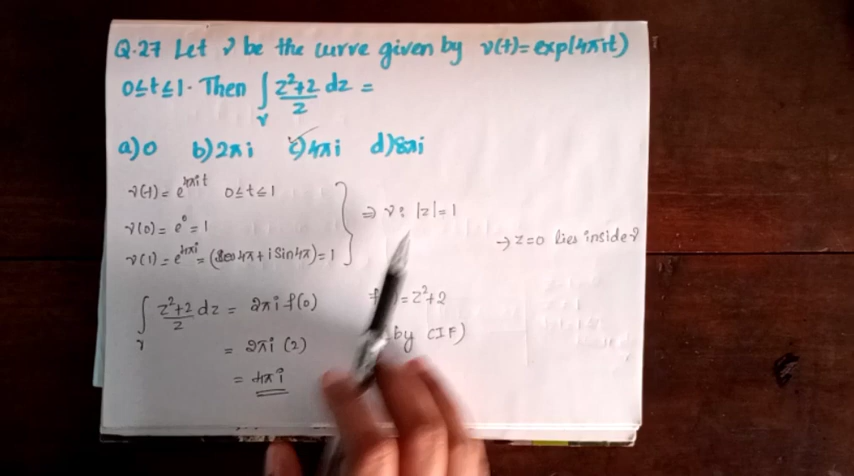 Q.27 Let γ be the curve given by γ(t)=exp(4πit)
0≤t≤1. Then ∫γ z²+2/z dz =
a) 0 b) 2πi c) 4πi d) 8πi
γ(t) = e^4πit 0≤t≤1
γ(0) = e⁰ = 1
⇒ γ: |z|=1
γ(1) = e^4πi = (cos 4π + i sin 4π) = 1
→ z=0 lies inside γ
∫γ z²+2/z dz = 2πi f(0)
= z²+2
= 2πi (2)
by CIF)
= 4πi